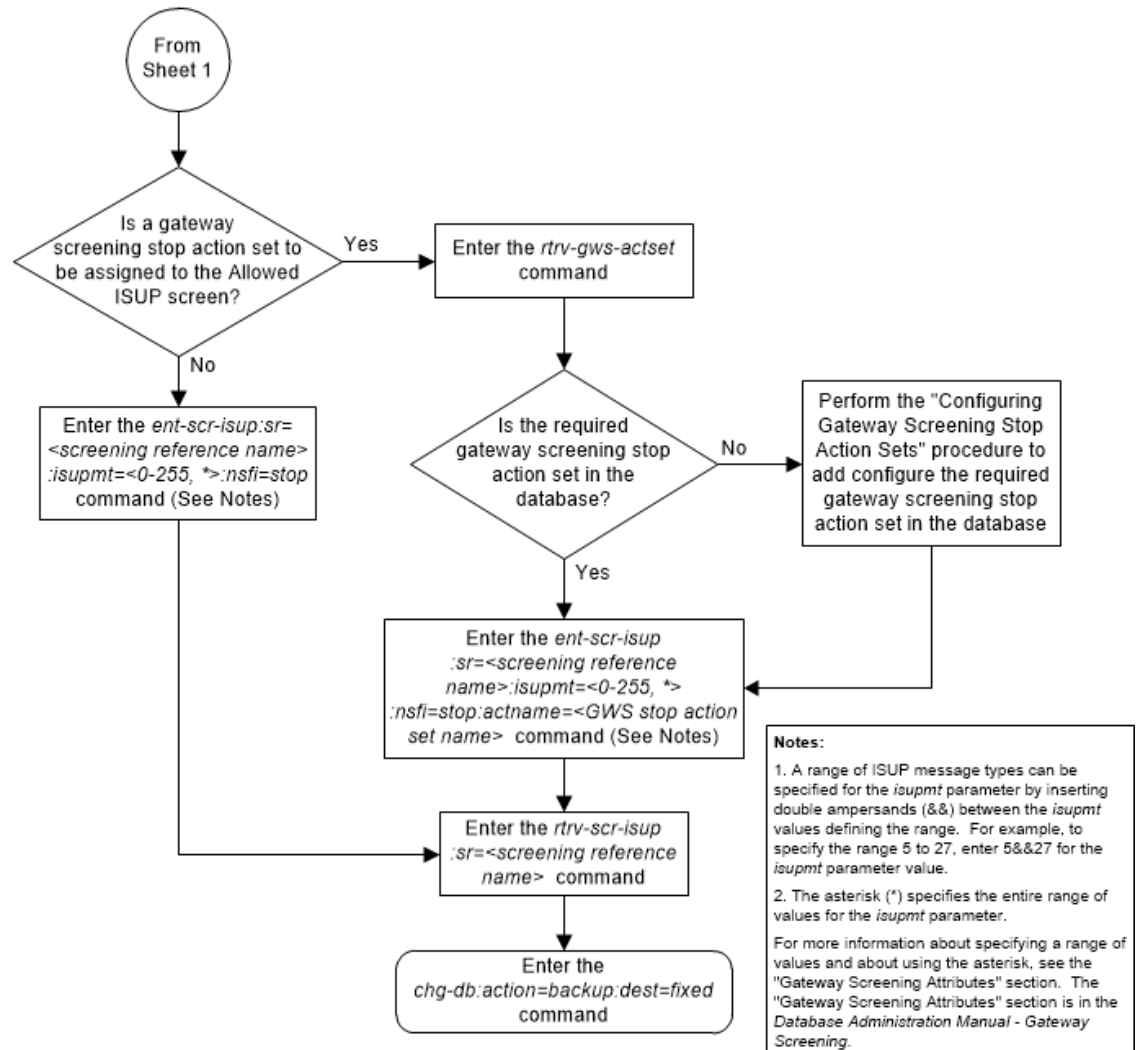 From
Sheet 1
Is a gateway
screening stop action set to
be assigned to the Allowed
ISUP screen?
Yes
Enter the rtrv-gws-actset
command
No
Enter the ent-scr-isup:sr=
<screening reference name>
:isupmt=<0-255, *>:nsfi=stop
command (See Notes)
Is the required
gateway screening stop
action set in the
database?
No
Perform the "Configuring
Gateway Screening Stop
Action Sets" procedure to
add configure the required
gateway screening stop
action set in the database
Yes
Enter the ent-scr-isup
:sr=<screening reference
name>:isupmt=<0-255, *>
:nsfi=stop:actname=<GWS stop action
set name> command (See Notes)
Enter the rtrv-scr-isup
:sr=<screening reference
name> command
Enter the
chg-db:action=backup:dest=fixed
command
Notes:
1. A range of ISUP message types can be
specified for the isupmt parameter by inserting
double ampersands (&&) between the isupmt
values defining the range. For example, to
specify the range 5 to 27, enter 5&&27 for the
isupmt parameter value.
2. The asterisk (*) specifies the entire range of
values for the isupmt parameter.
For more information about specifying a range of
values and about using the asterisk, see the
"Gateway Screening Attributes" section. The
"Gateway Screening Attributes" section is in the
Database Administration Manual - Gateway
Screening.